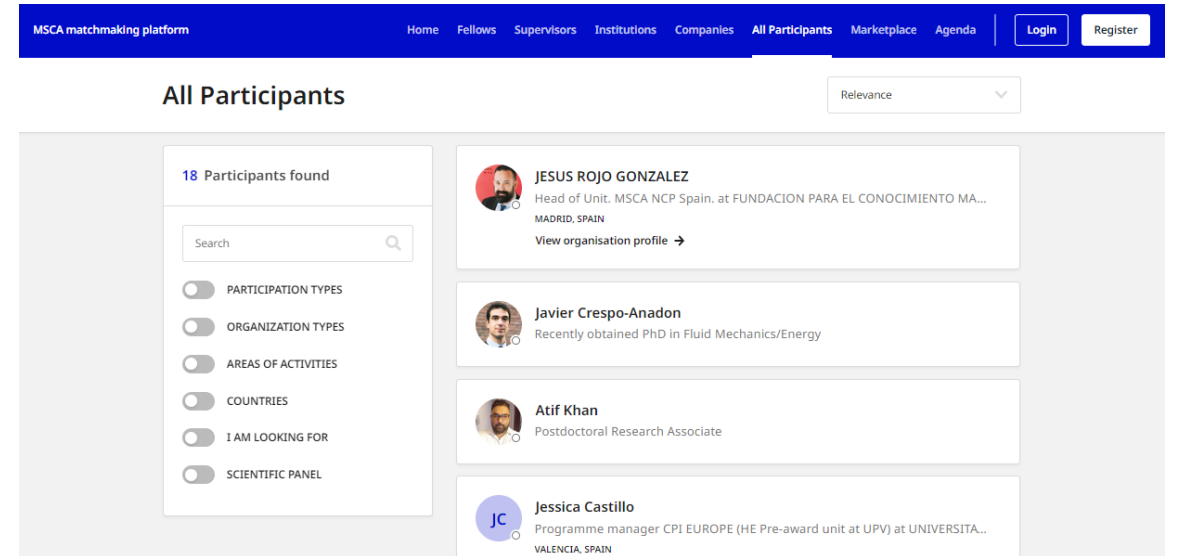 MSCA matchmaking platform Home Fellows Supervisors Institutions Companies All Participants Marketplace Agenda Login Register
All Participants
Relevance
18 Participants found
Search
PARTICIPATION TYPES
ORGANIZATION TYPES
AREAS OF ACTIVITIES
COUNTRIES
I AM LOOKING FOR
SCIENTIFIC PANEL
JESUS ROJO GONZALEZ
Head of Unit. MSCA NCP Spain. at FUNDACION PARA EL CONOCIMIENTO MA...
MADRID, SPAIN
View organisation profile →
Javier Crespo-Anadon
Recently obtained PhD in Fluid Mechanics/Energy
Atif Khan
Postdoctoral Research Associate
JC
Jessica Castillo
Programme manager CPI EUROPE (HE Pre-award unit at UPV) at UNIVERSITA...
VALENCIA, SPAIN